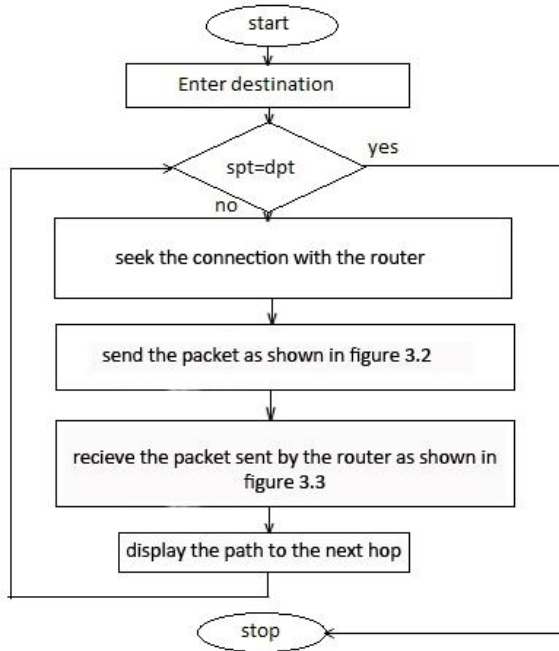 start
Enter destination
spt=dpt
yes
no
seek the connection with the router
send the packet as shown in figure 3.2
recieve the packet sent by the router as shown in
figure 3.3
display the path to the next hop
stop